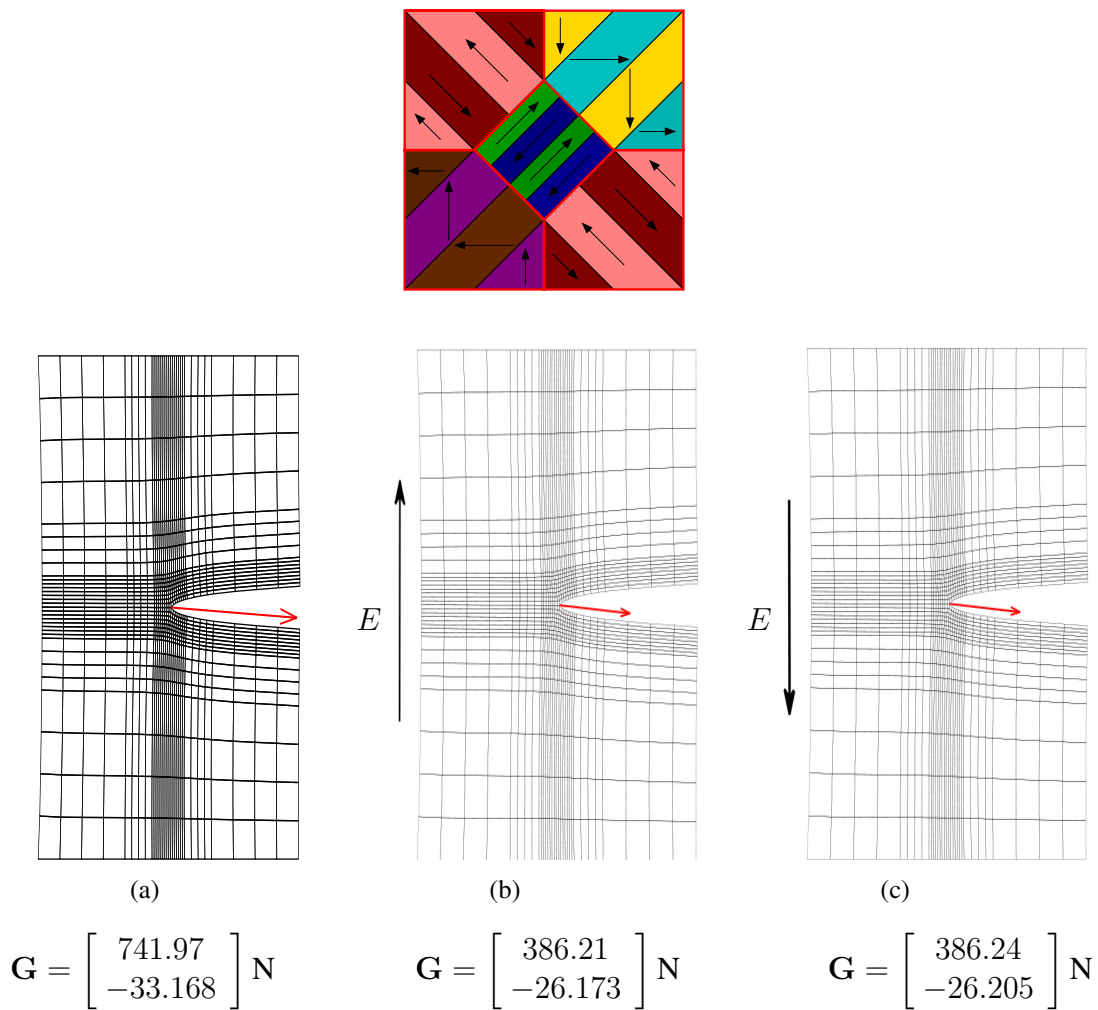 E
E
(a) (b) (c)
G = [ 741.97 −33.168 ] N
G = [ 386.21 −26.173 ] N
G = [ 386.24 −26.205 ] N